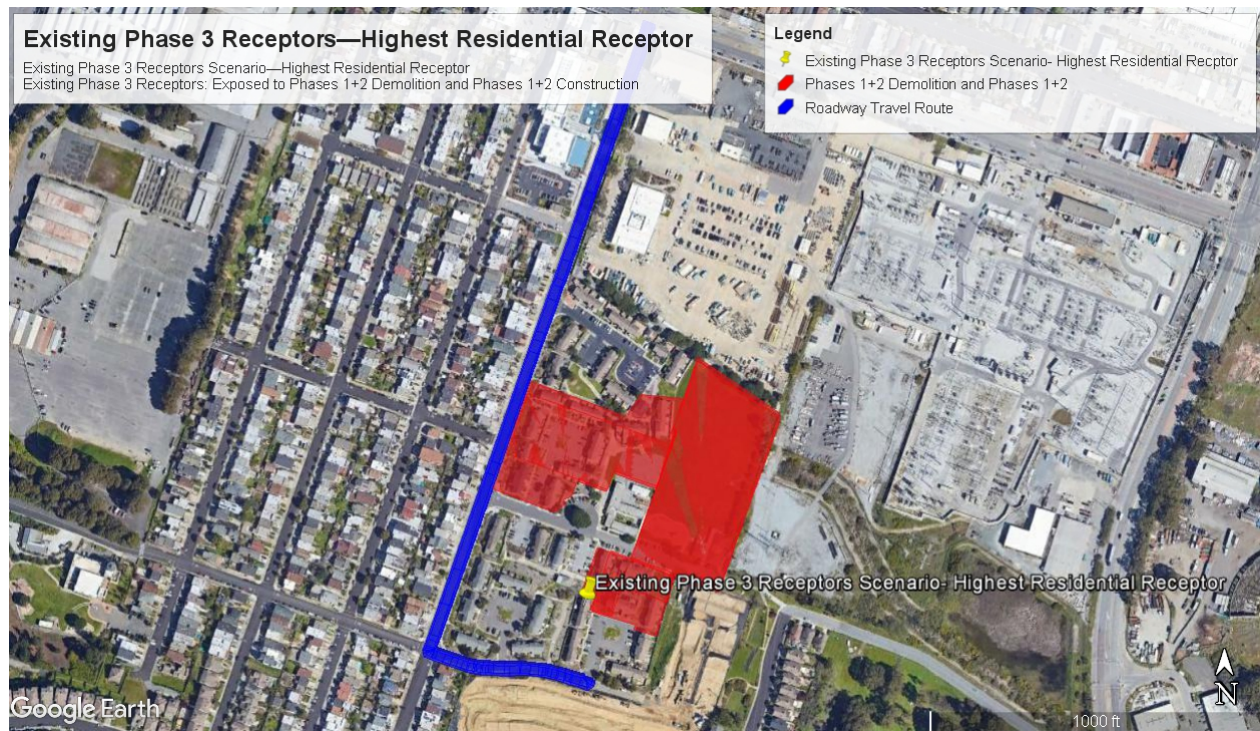 Existing Phase 3 Receptors—Highest Residential Receptor
Existing Phase 3 Receptors Scenario—Highest Residential Receptor
Existing Phase 3 Receptors: Exposed to Phases 1+2 Demolition and Phases 1+2 Construction
Legend
Existing Phase 3 Receptors Scenario- Highest Residential Recptor
Phases 1+2 Demolition and Phases 1+2
Roadway Travel Route
Existing Phase 3 Receptors Scenario- Highest Residential Receptor
N
Google Earth
1000 ft